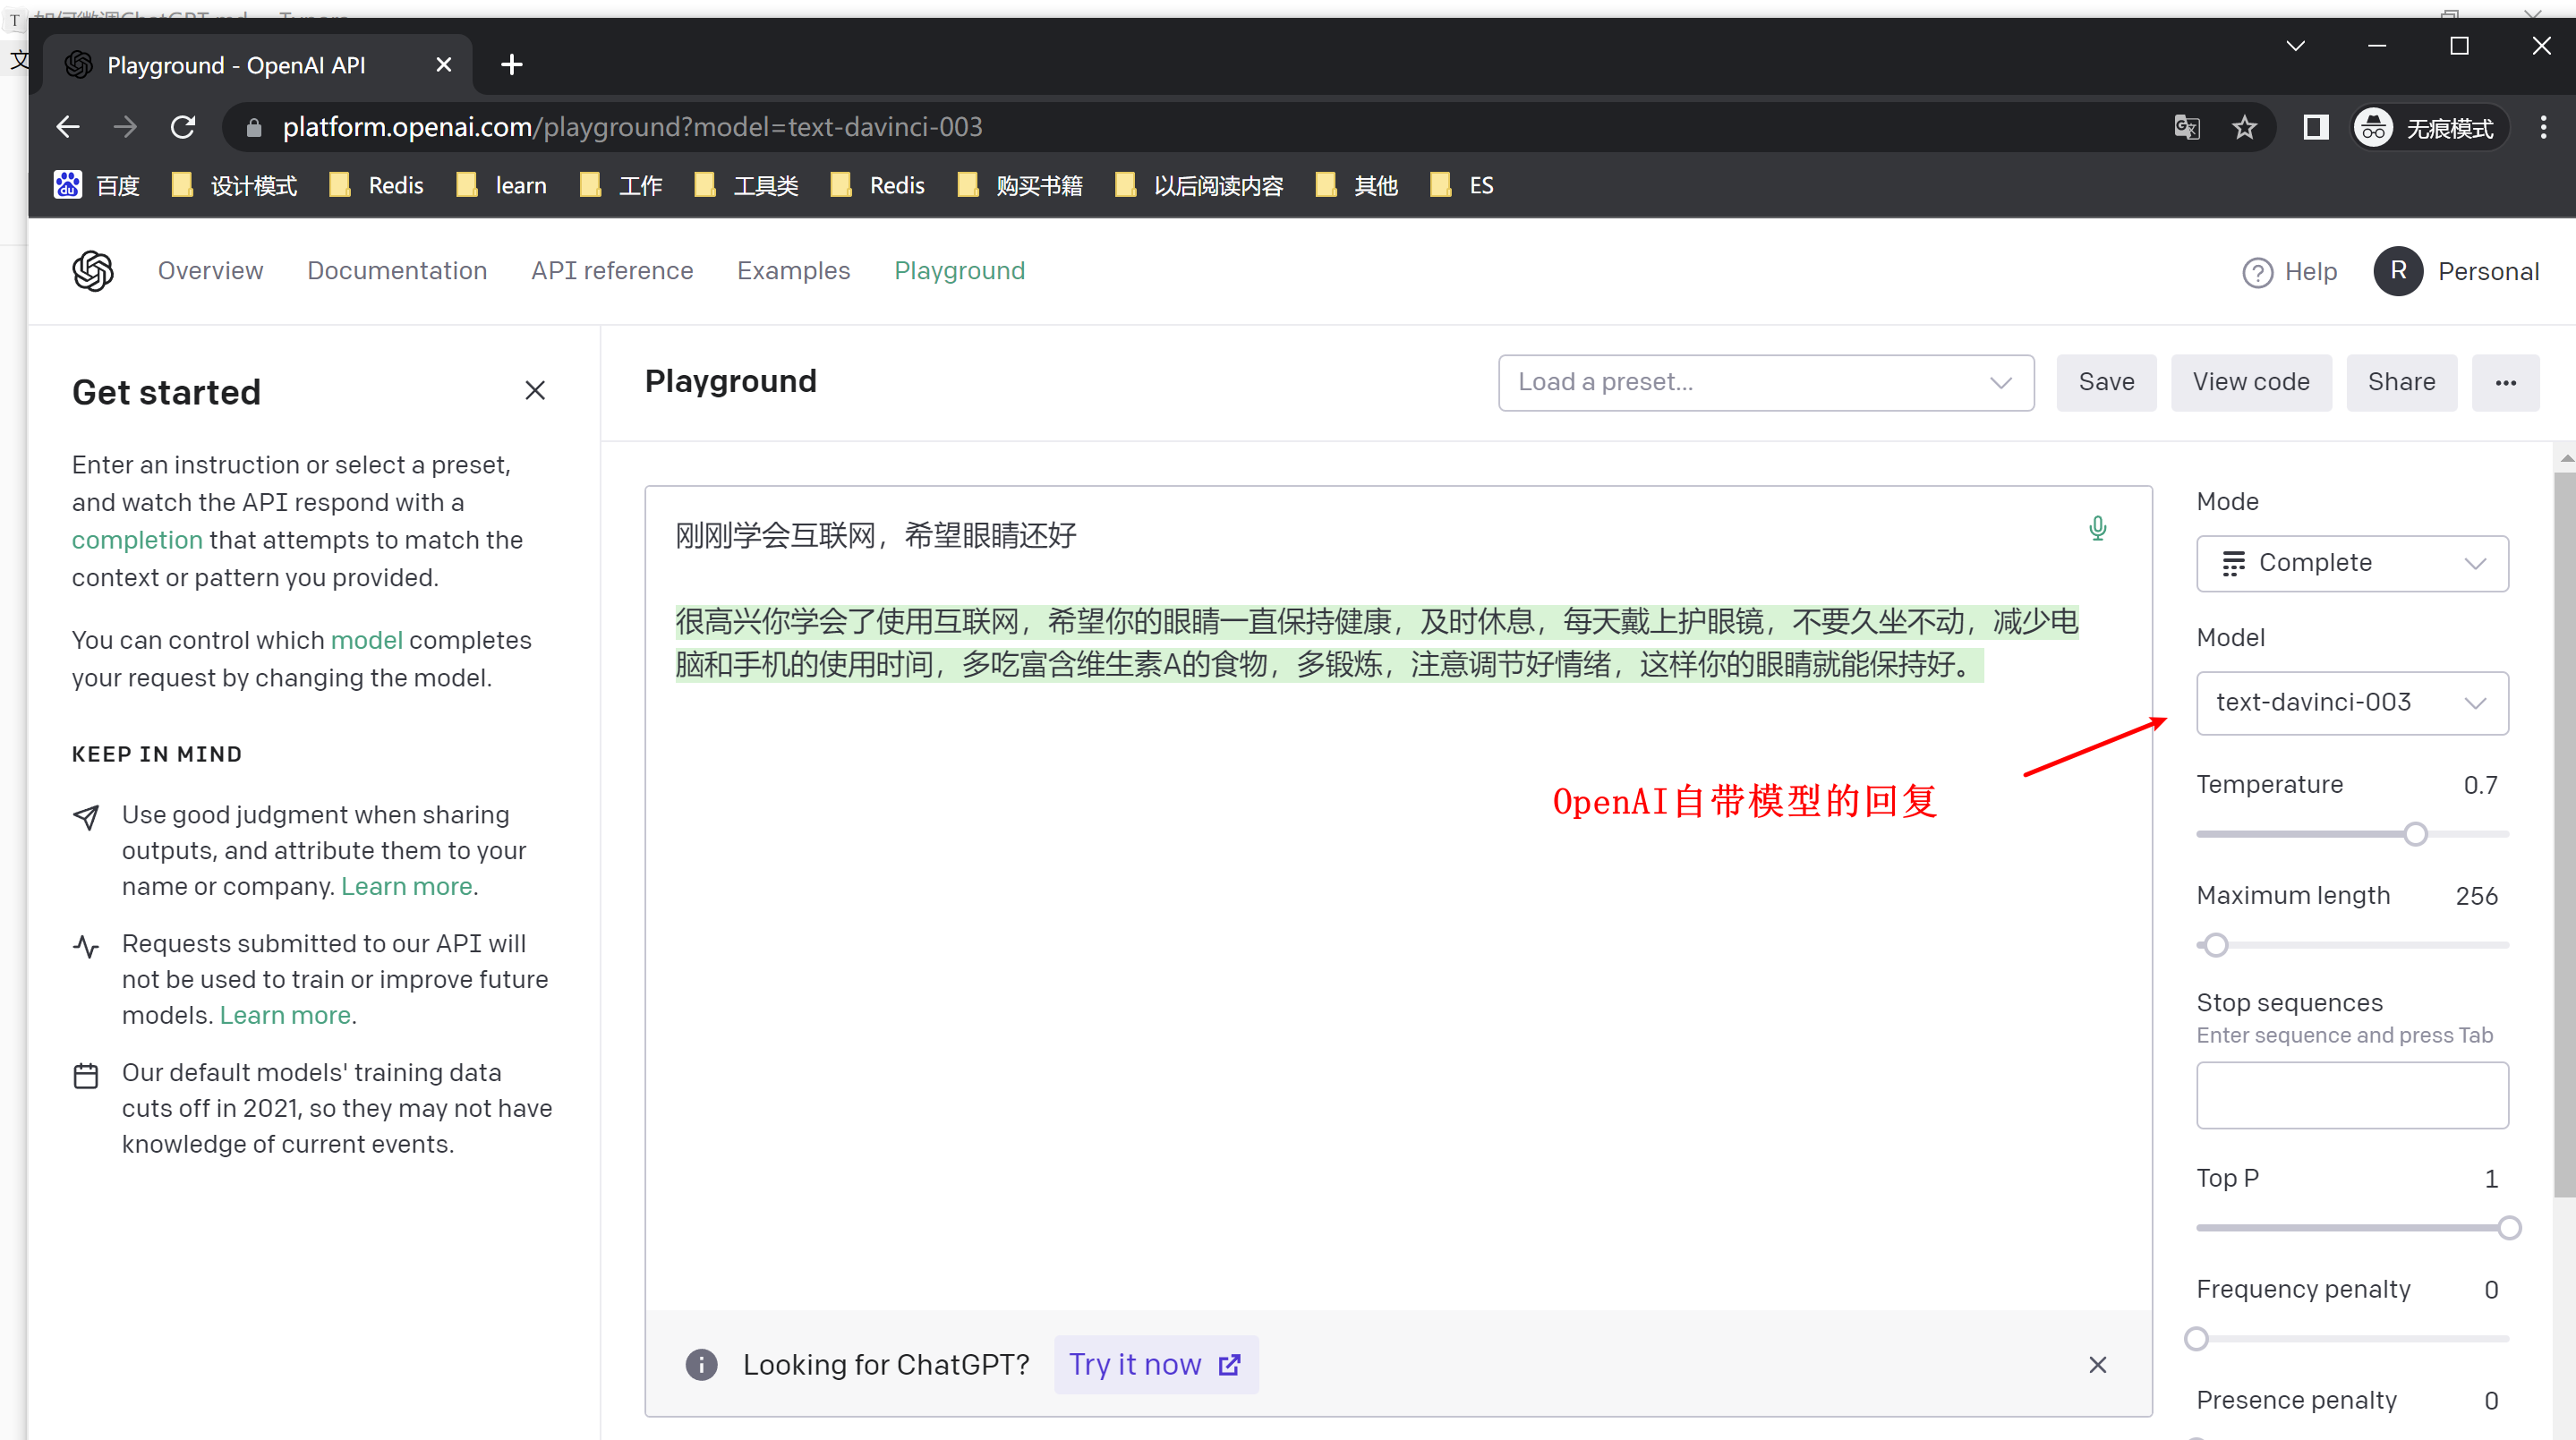 T 如何微调ChatGPT.md - Typora
文
Playground - OpenAI API
platform.openai.com/playground?model=text-davinci-003
无痕模式
du 百度 设计模式 Redis learn 工作 工具类 Redis 购买书籍 以后阅读内容 其他 ES
Overview Documentation API reference Examples Playground
? Help R Personal
Get started
Enter an instruction or select a preset,
and watch the API respond with a
completion that attempts to match the
context or pattern you provided.
You can control which model completes
your request by changing the model.
KEEP IN MIND
Use good judgment when sharing
outputs, and attribute them to your
name or company. Learn more.
Requests submitted to our API will
not be used to train or improve future
models. Learn more.
Our default models' training data
cuts off in 2021, so they may not have
knowledge of current events.
Playground
Load a preset...
Save View code Share ...
刚刚学会互联网，希望眼睛还好
很高兴你学会了使用互联网，希望你的眼睛一直保持健康，及时休息，每天戴上护眼镜，不要久坐不动，减少电
脑和手机的使用时间，多吃富含维生素A的食物，多锻炼，注意调节好情绪，这样你的眼睛就能保持好。
OpenAI自带模型的回复
Looking for ChatGPT? Try it now
Mode
Complete
Model
text-davinci-003
Temperature 0.7
Maximum length 256
Stop sequences
Enter sequence and press Tab
Top P 1
Frequency penalty 0
Presence penalty 0